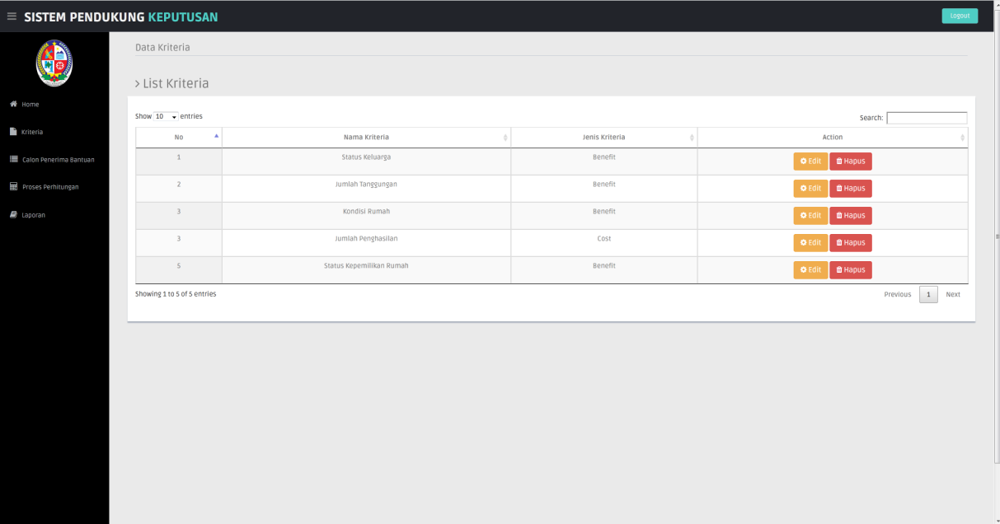 SISTEM PENDUKUNG KEPUTUSAN
Logout
Home
Kriteria
Calon Penerima Bantuan
Proses Perhitungan
Laporan
Data Kriteria
> List Kriteria
Show 10 entries
Search:
No Nama Kriteria Jenis Kriteria Action
1 Status Keluarga Benefit Edit Hapus
2 Jumlah Tanggungan Benefit Edit Hapus
3 Kondisi Rumah Benefit Edit Hapus
3 Jumlah Penghasilan Cost Edit Hapus
5 Status Kepemilikan Rumah Benefit Edit Hapus
Showing 1 to 5 of 5 entries
Previous 1 Next